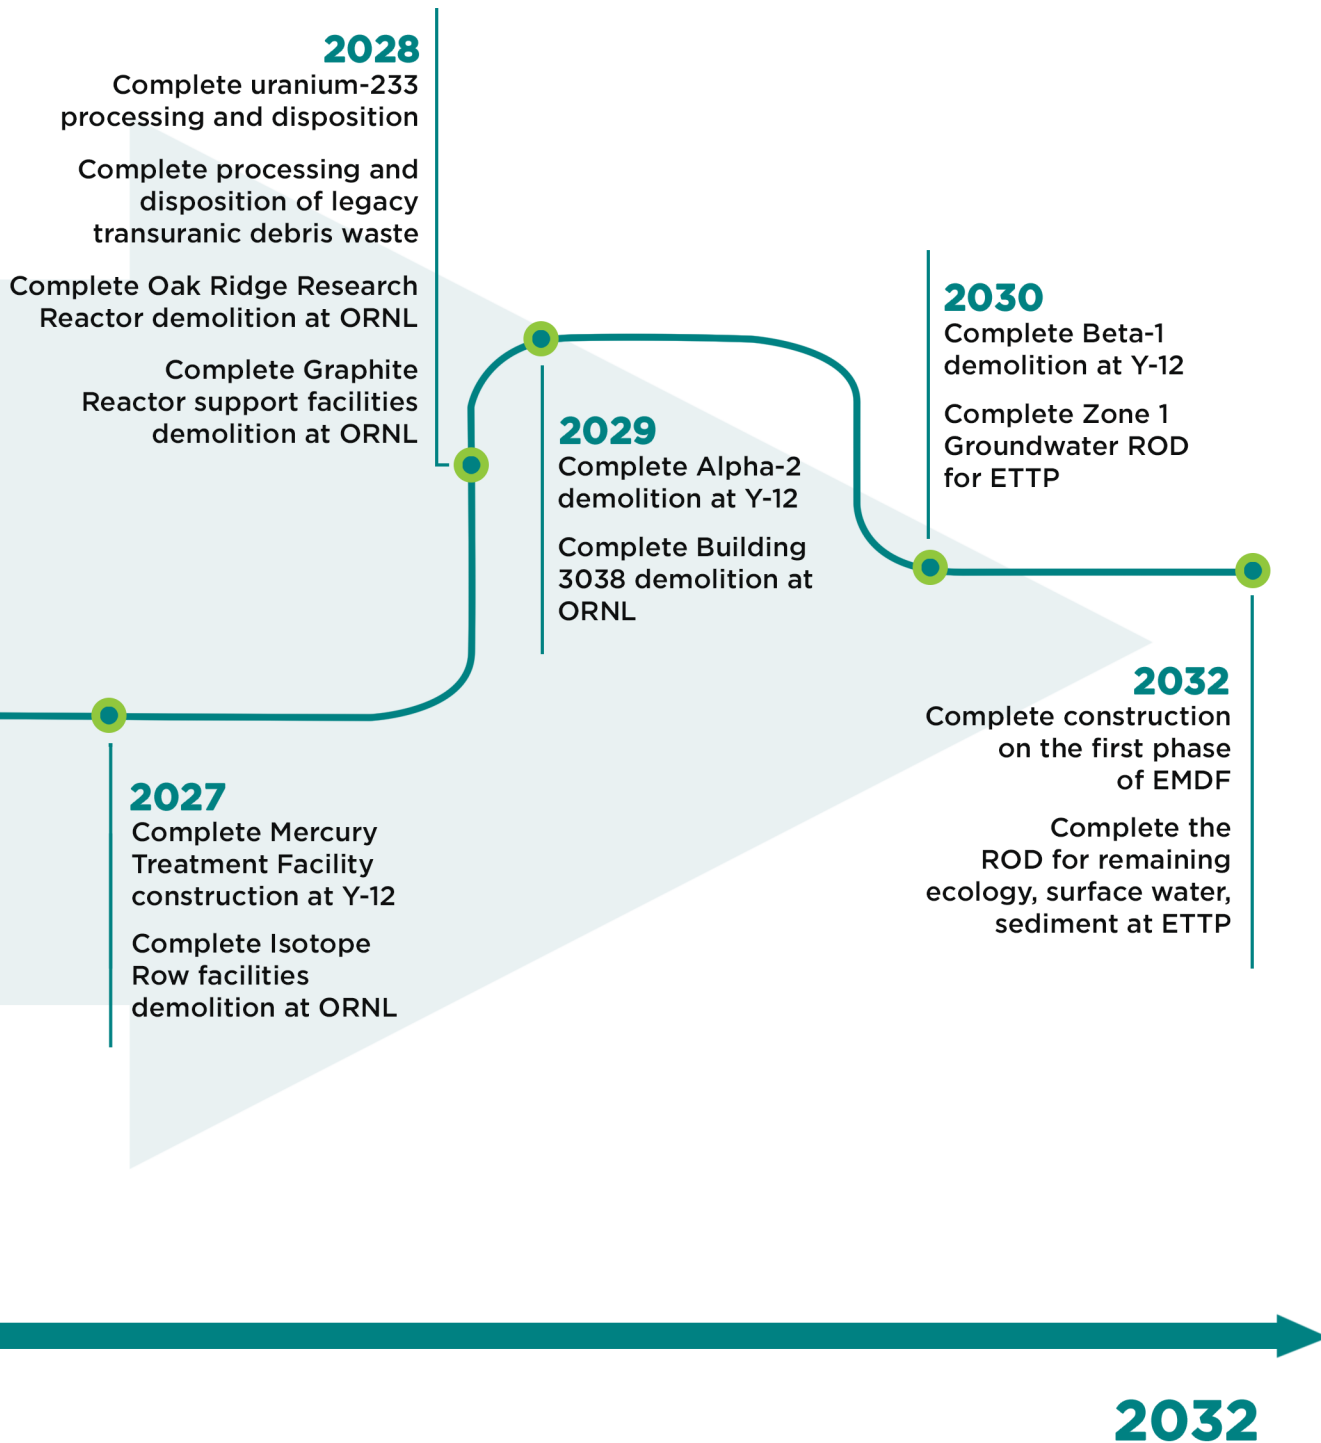 2028
Complete uranium-233
processing and disposition
Complete processing and
disposition of legacy
transuranic debris waste
Complete Oak Ridge Research
Reactor demolition at ORNL
Complete Graphite
Reactor support facilities
demolition at ORNL
2030
Complete Beta-1
demolition at Y-12
Complete Zone 1
Groundwater ROD
for ETTP
2029
Complete Alpha-2
demolition at Y-12
Complete Building
3038 demolition at
ORNL
2032
Complete construction
on the first phase
of EMDF
Complete the
ROD for remaining
ecology, surface water,
sediment at ETTP
2027
Complete Mercury
Treatment Facility
construction at Y-12
Complete Isotope
Row facilities
demolition at ORNL
2032